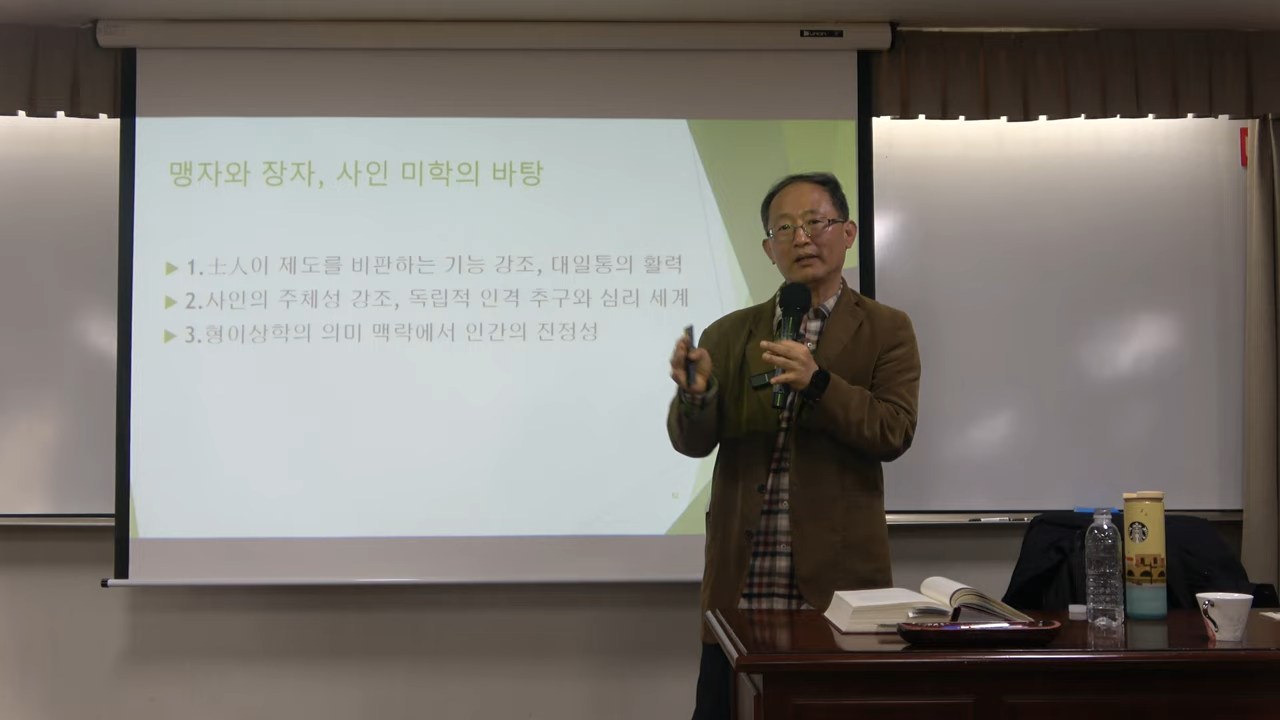 맹자와 장자, 사인 미학의 바탕
1.士人이 제도를 비판하는 기능 강조, 대일통의 활력
2.사인의 주체성 강조, 독립적 인격 추구와 심리 세계
3.형이상학의 의미 맥락에서 인간의 진정성